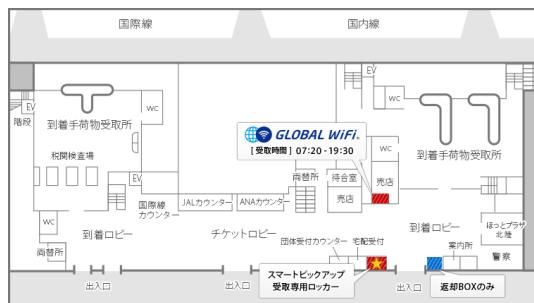 国際線
国内線
EV
階段
WC
到着手荷物受取所
税関検査場
EV
国際線
カウンター
WC
両替所
到着ロビー
JALカウンター
ANAカウンター
チケットロビー
GLOBAL WiFi
[ 受取時間 ] 07:20 - 19:30
両替所
待合室
売店
EV
WC
WC
売店
到着手荷物受取所
到着ロビー
ほっとプラザ
北陸
団体受付カウンター
宅配受付
案内所
警察
出入口
出入口
出入口
スマートピックアップ
受取専用ロッカー
返却BOXのみ